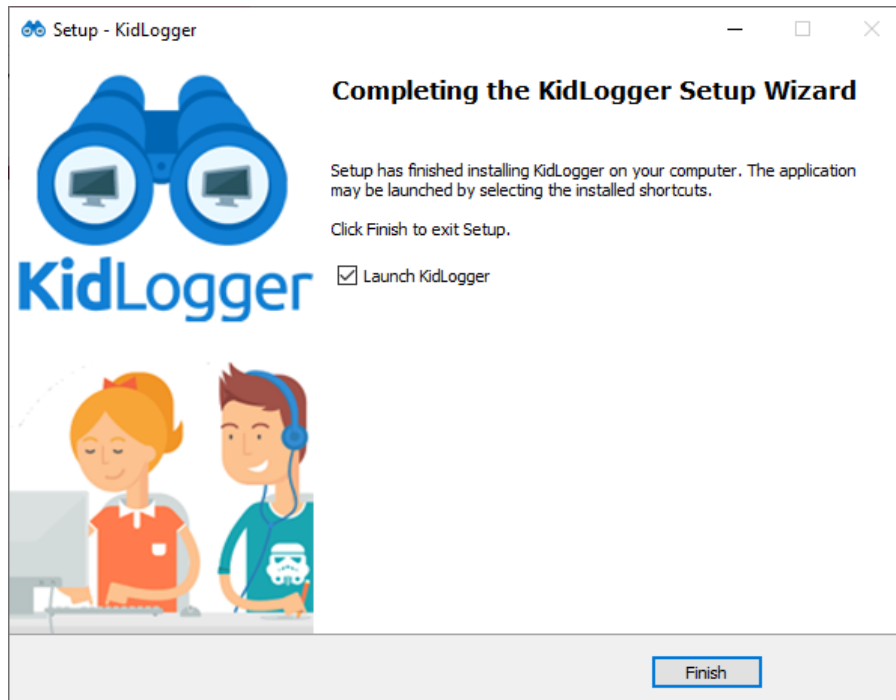 Setup - KidLogger
Completing the KidLogger Setup Wizard
Setup has finished installing KidLogger on your computer. The application
may be launched by selecting the installed shortcuts.
Click Finish to exit Setup.
Launch KidLogger
KidLogger
Finish